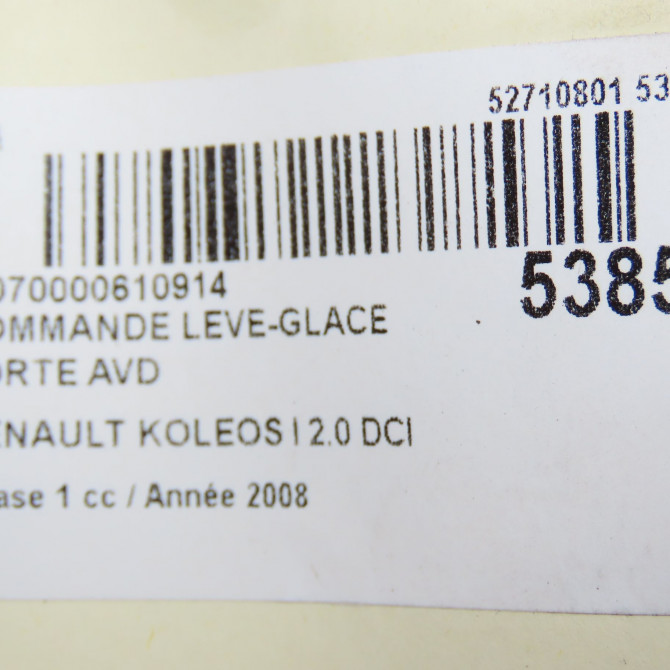 52710801 53
5385
070000610914
OMMANDE LEVE-GLACE
ORTE AVD
ENAULT KOLEOS I 2.0 DCI
ase 1 cc / Année 2008